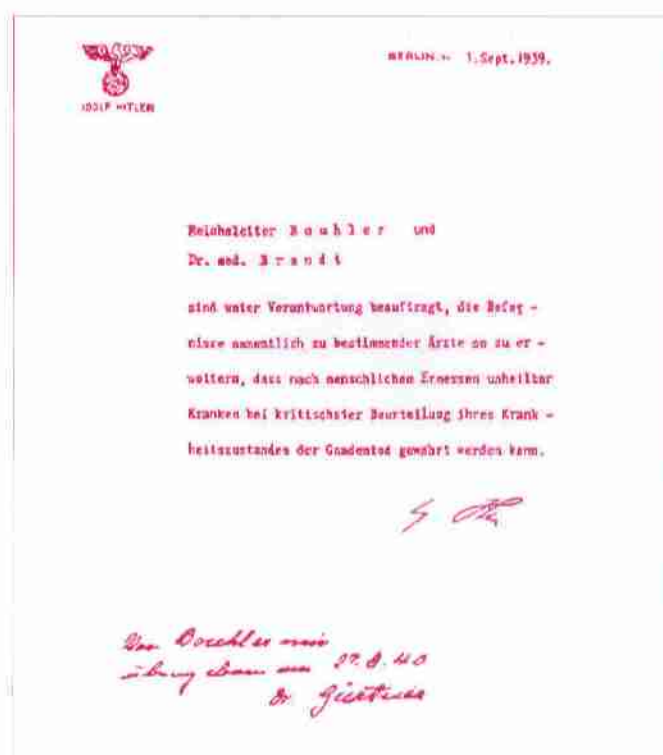 ADOLF HITLER
BERLIN, 1.Sept.1939.
Reichsleiter B o u h l e r und
Dr. med. B r a n d t
sind unter Verantwortung beauftragt, die Befug -
nisse namentlich zu bestimmender Ärzte so zu er -
weitern, dass nach menschlichem Ermessen unheilbar
Kranken bei kritischster Beurteilung ihres Krank -
heitszustandes der Gnadentod gewährt werden kann.
Von Bouhler mir
übergeben am 27.8.40
Dr. Gürtner